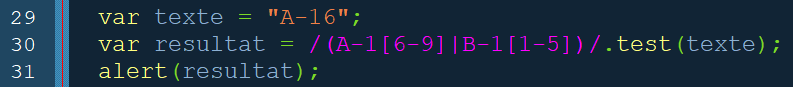 29 var texte = "A-16";
30 var resultat = /(A-1[6-9]|B-1[1-5])/.test(texte);
31 alert(resultat);